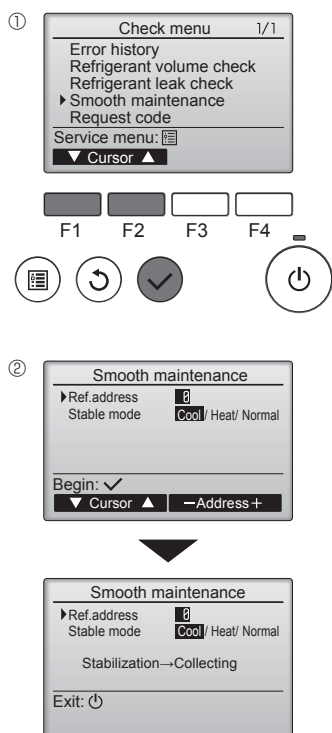 ①
Check menu 1/1
Error history
Refrigerant volume check
Refrigerant leak check
Smooth maintenance
Request code
Service menu:
▼ Cursor ▲
F1 F2 F3 F4
②
Smooth maintenance
Ref.address 0
Stable mode Cool / Heat/ Normal
Begin: ✓
▼ Cursor ▲ −Address+
Smooth maintenance
Ref.address 0
Stable mode Cool / Heat/ Normal
Stabilization→Collecting
Exit: